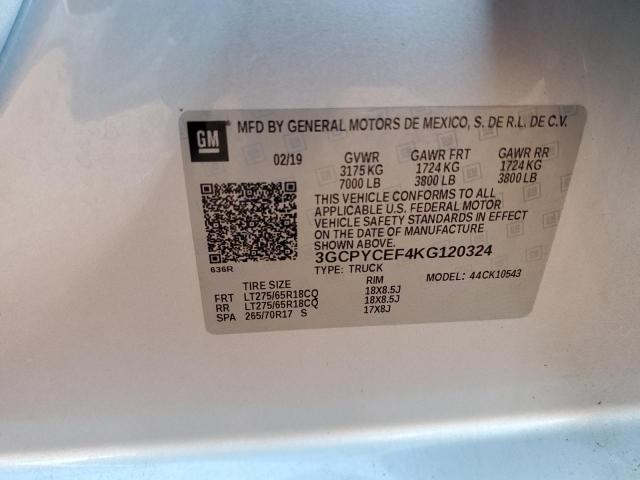 GM
MFD BY GENERAL MOTORS DE MEXICO, S. DE R.L. DE C.V.
02/19 GVWR GAWR FRT GAWR RR
3175 KG 1724 KG 1724 KG
7000 LB 3800 LB 3800 LB
THIS VEHICLE CONFORMS TO ALL
APPLICABLE U.S. FEDERAL MOTOR
VEHICLE SAFETY STANDARDS IN EFFECT
ON THE DATE OF MANUFACTURE
SHOWN ABOVE.
3GCPYCEF4KG120324
636R
TYPE: TRUCK MODEL: 44CK10543
TIRE SIZE RIM
FRT LT275/65R18CQ 18X8.5J
RR LT275/65R18CQ 18X8.5J
SPA 265/70R17 S 17X8J